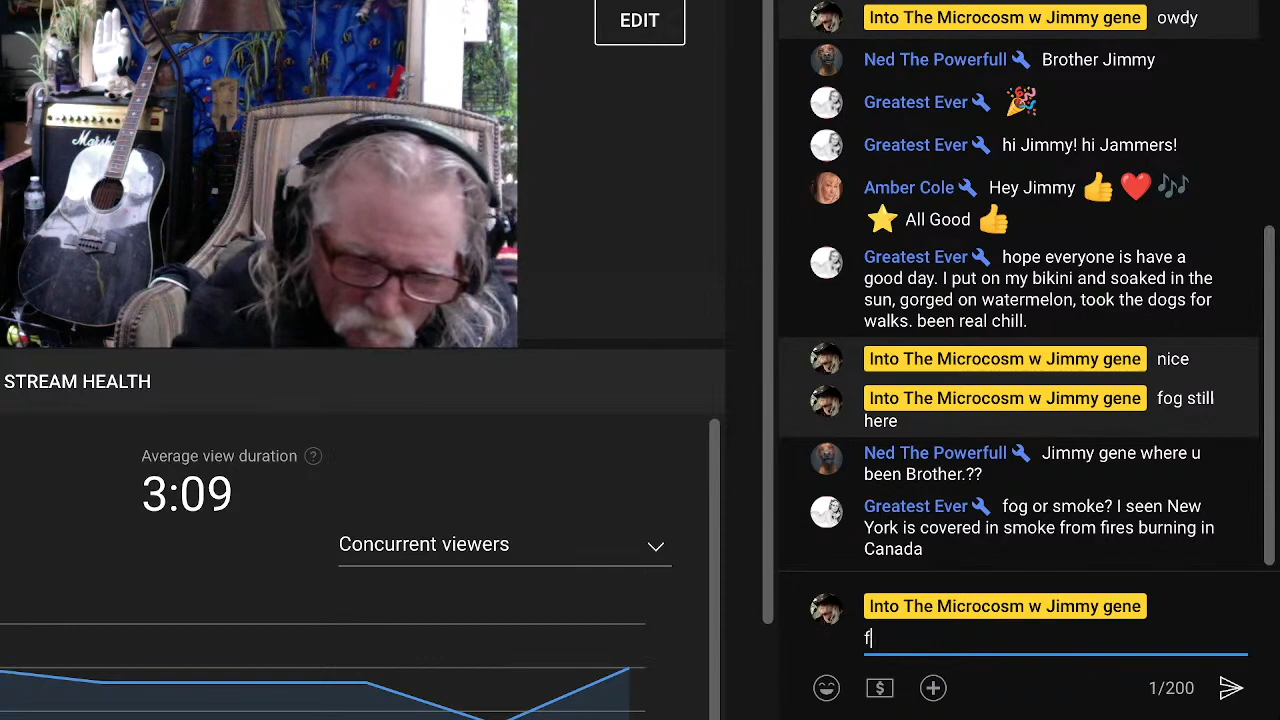 EDIT
Marshall
STREAM HEALTH
Average view duration ?
3:09
Concurrent viewers
Into The Microcosm w Jimmy gene owdy
Ned The Powerfull Brother Jimmy
Greatest Ever 🎉
Greatest Ever hi Jimmy! hi Jammers!
Amber Cole Hey Jimmy 👍 ❤️ 🎶
⭐ All Good 👍
Greatest Ever hope everyone is have a
good day. I put on my bikini and soaked in the
sun, gorged on watermelon, took the dogs for
walks. been real chill.
Into The Microcosm w Jimmy gene nice
Into The Microcosm w Jimmy gene fog still
here
Ned The Powerfull Jimmy gene where u
been Brother.??
Greatest Ever fog or smoke? I seen New
York is covered in smoke from fires burning in
Canada
Into The Microcosm w Jimmy gene
f
$
1/200